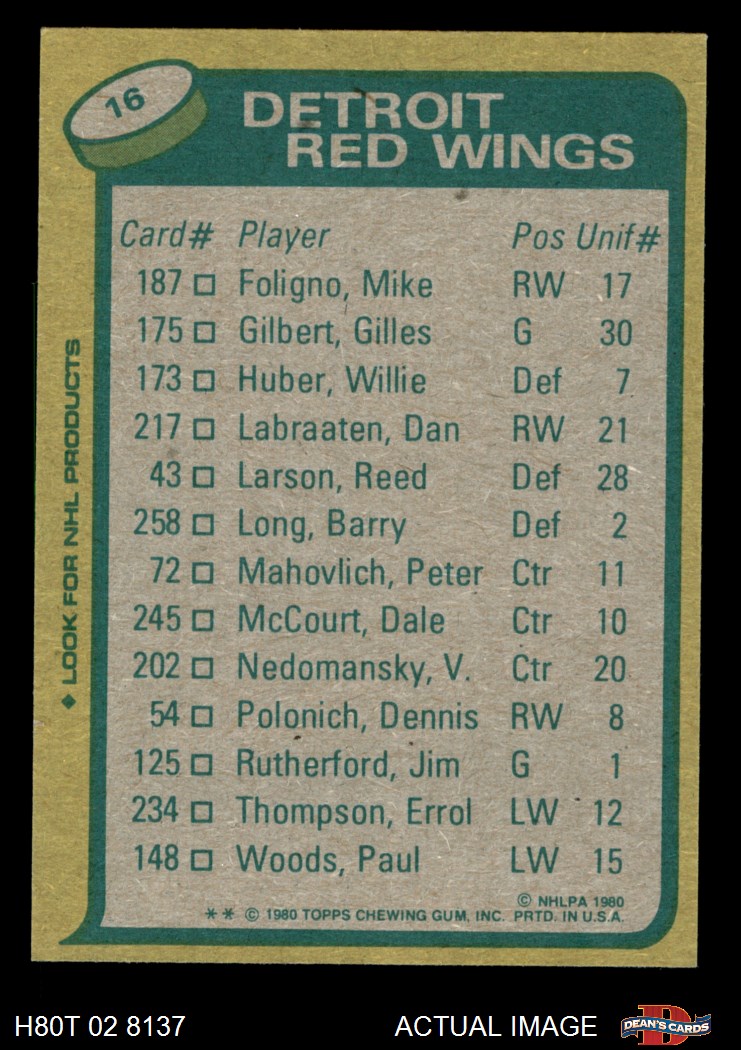 16
DETROIT
RED WINGS
Card# Player Pos Unif#
187 Foligno, Mike RW 17
175 Gilbert, Gilles G 30
173 Huber, Willie Def 7
217 Labraaten, Dan RW 21
43 Larson, Reed Def 28
258 Long, Barry Def 2
72 Mahovlich, Peter Ctr 11
245 McCourt, Dale Ctr 10
202 Nedomansky, V. Ctr 20
54 Polonich, Dennis RW 8
125 Rutherford, Jim G 1
234 Thompson, Errol LW 12
148 Woods, Paul LW 15
© NHLPA 1980
** © 1980 TOPPS CHEWING GUM, INC. PRTD. IN U.S.A.
◆ LOOK FOR NHL PRODUCTS
H80T 02 8137
ACTUAL IMAGE
D
DEAN'S CARDS